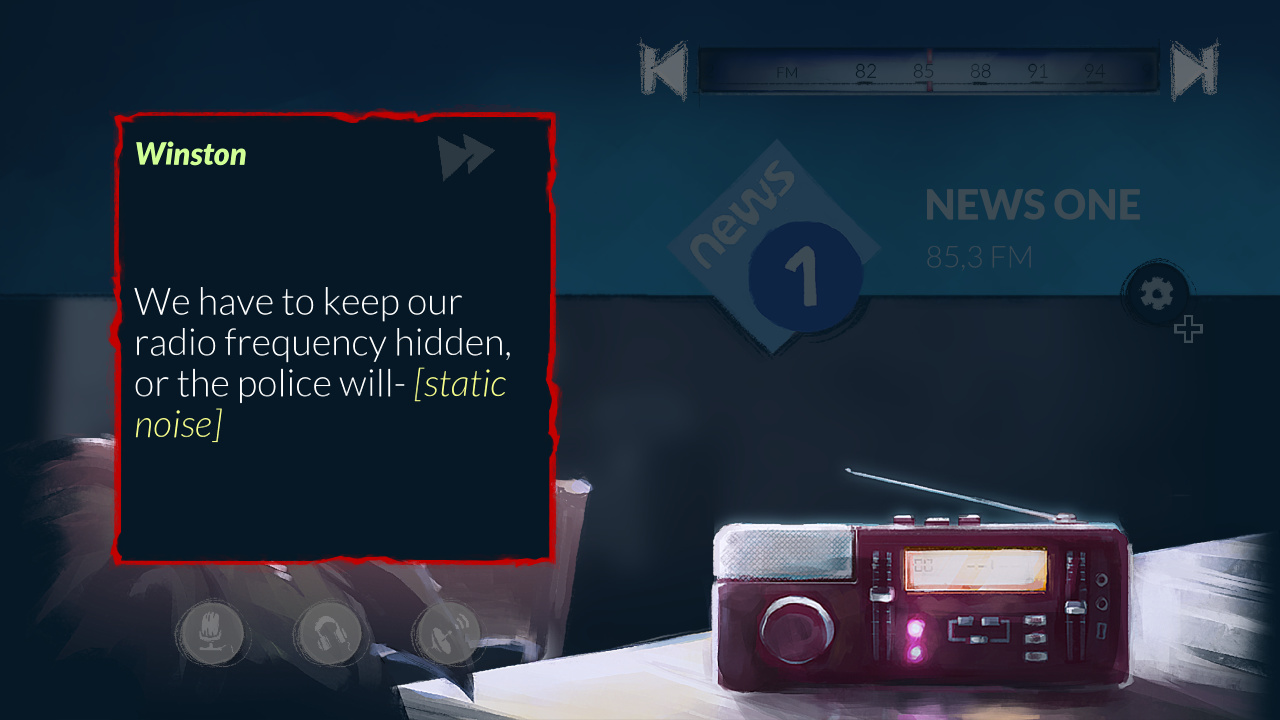 FM 82 85 88 91 94
Winston
news
1
NEWS ONE
85,3 FM
We have to keep our
radio frequency hidden,
or the police will- [static
noise]